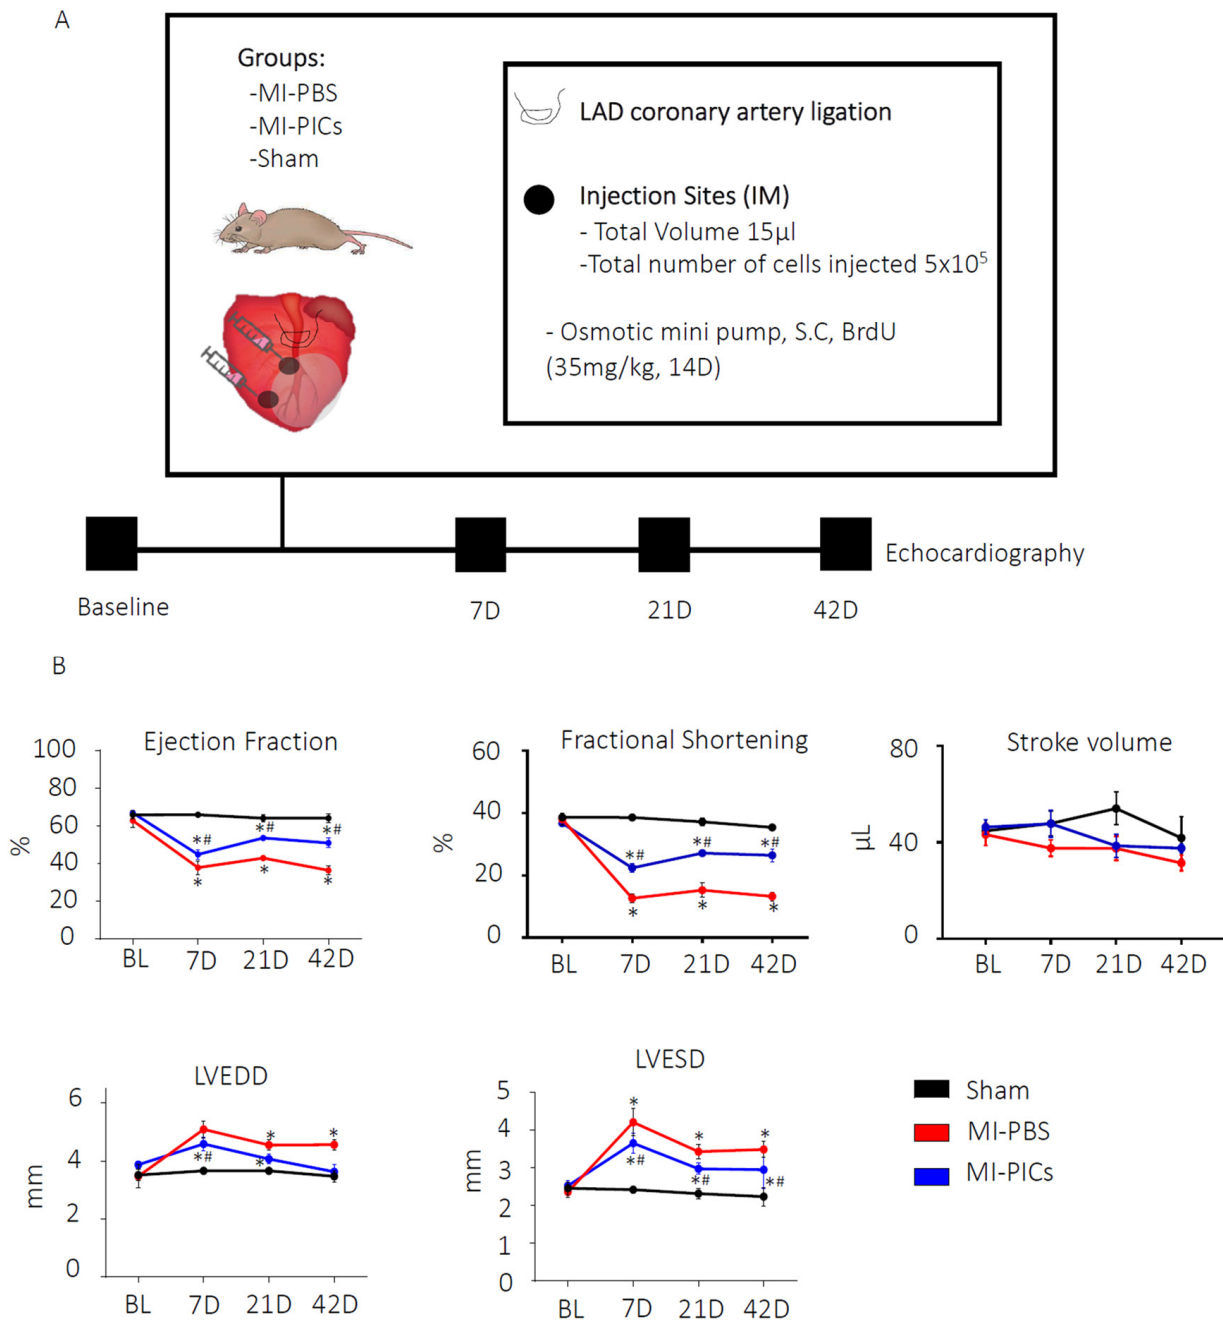 A
Groups:
-MI-PBS
-MI-PICs
-Sham
LAD coronary artery ligation
Injection Sites (IM)
- Total Volume 15µl
-Total number of cells injected 5x10⁵
- Osmotic mini pump, S.C, BrdU
(35mg/kg, 14D)
Baseline
7D
21D
42D
Echocardiography
B
Ejection Fraction
%
100
80
60
40
20
0
*#
*#
*#
*
*
*
BL
7D
21D
42D
Fractional Shortening
%
60
40
20
0
*#
*#
*#
*
*
*
BL
7D
21D
42D
Stroke volume
µL
80
40
0
BL
7D
21D
42D
LVEDD
mm
6
4
2
0
*
*
*#
*
BL
7D
21D
42D
LVESD
mm
5
4
3
2
1
0
*
*
*
*#
*#
*#
BL
7D
21D
42D
Sham
MI-PBS
MI-PICs